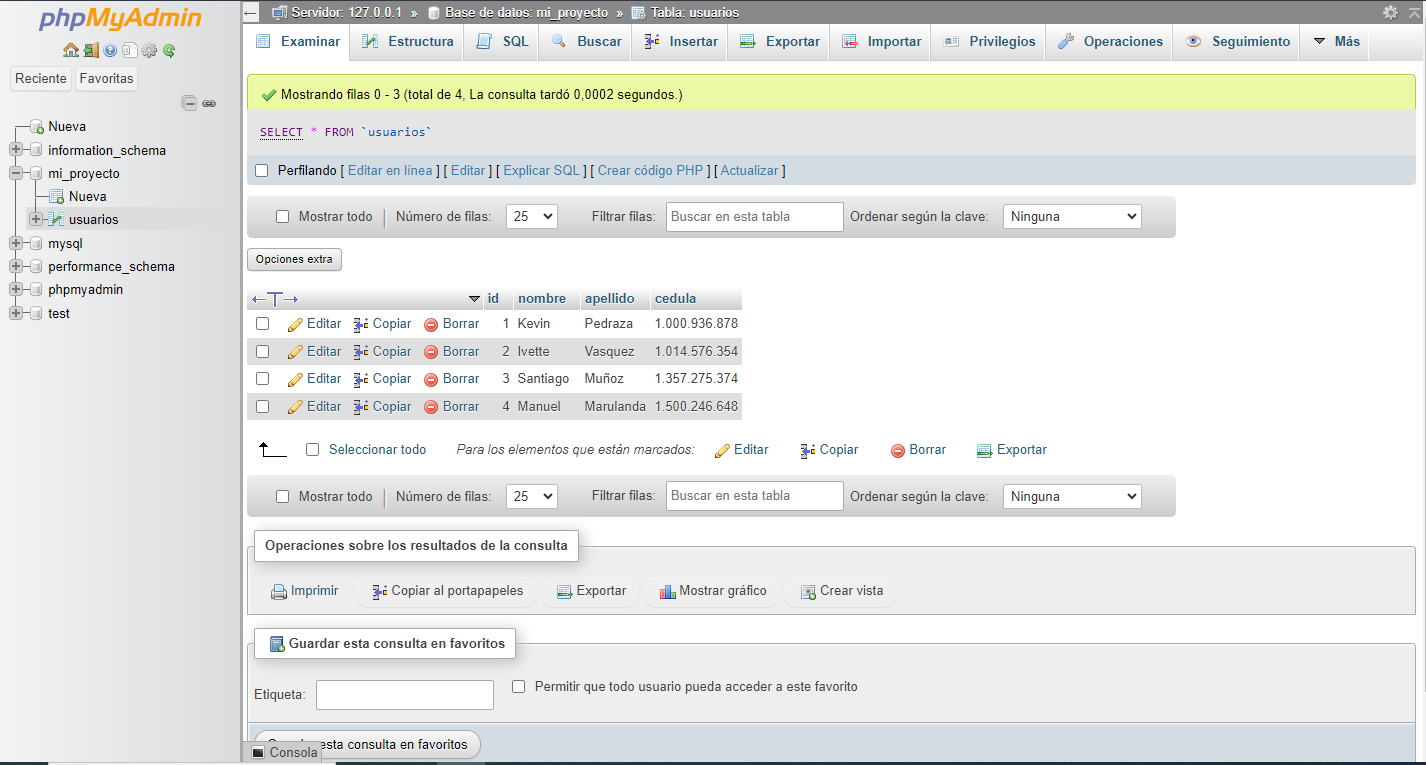 phpMyAdmin
Reciente Favoritas
Nueva
information_schema
mi_proyecto
Nueva
usuarios
mysql
performance_schema
phpmyadmin
test
Servidor: 127.0.0.1 » Base de datos: mi_proyecto » Tabla: usuarios
Examinar Estructura SQL Buscar Insertar Exportar Importar Privilegios Operaciones Seguimiento Más
Mostrando filas 0 - 3 (total de 4, La consulta tardó 0,0002 segundos.)
SELECT * FROM `usuarios`
Perfilando [ Editar en línea ] [ Editar ] [ Explicar SQL ] [ Crear código PHP ] [ Actualizar ]
Mostrar todo Número de filas: 25 Filtrar filas: Buscar en esta tabla Ordenar según la clave: Ninguna
Opciones extra
←T→ id nombre apellido cedula
Editar Copiar Borrar 1 Kevin Pedraza 1.000.936.878
Editar Copiar Borrar 2 Ivette Vasquez 1.014.576.354
Editar Copiar Borrar 3 Santiago Muñoz 1.357.275.374
Editar Copiar Borrar 4 Manuel Marulanda 1.500.246.648
Seleccionar todo Para los elementos que están marcados: Editar Copiar Borrar Exportar
Mostrar todo Número de filas: 25 Filtrar filas: Buscar en esta tabla Ordenar según la clave: Ninguna
Operaciones sobre los resultados de la consulta
Imprimir Copiar al portapapeles Exportar Mostrar gráfico Crear vista
Guardar esta consulta en favoritos
Etiqueta: Permitir que todo usuario pueda acceder a este favorito
esta consulta en favoritos
Consola